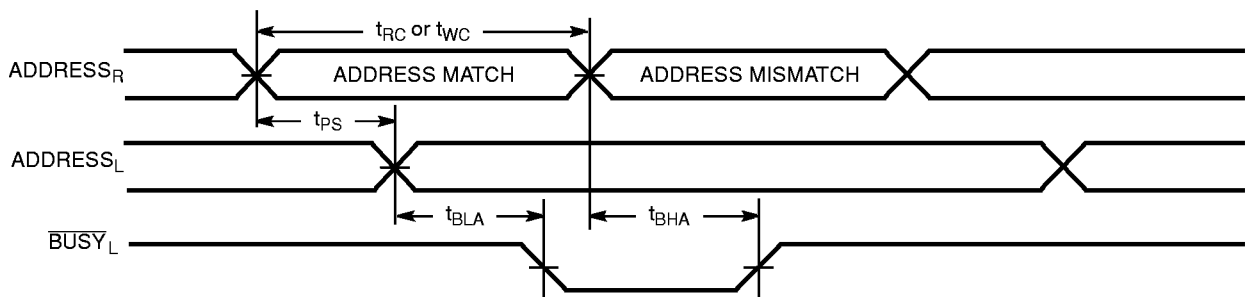 tRC or tWC
ADDRESSR
ADDRESS MATCH
ADDRESS MISMATCH
tPS
ADDRESSL
tBLA
tBHA
BUSYL